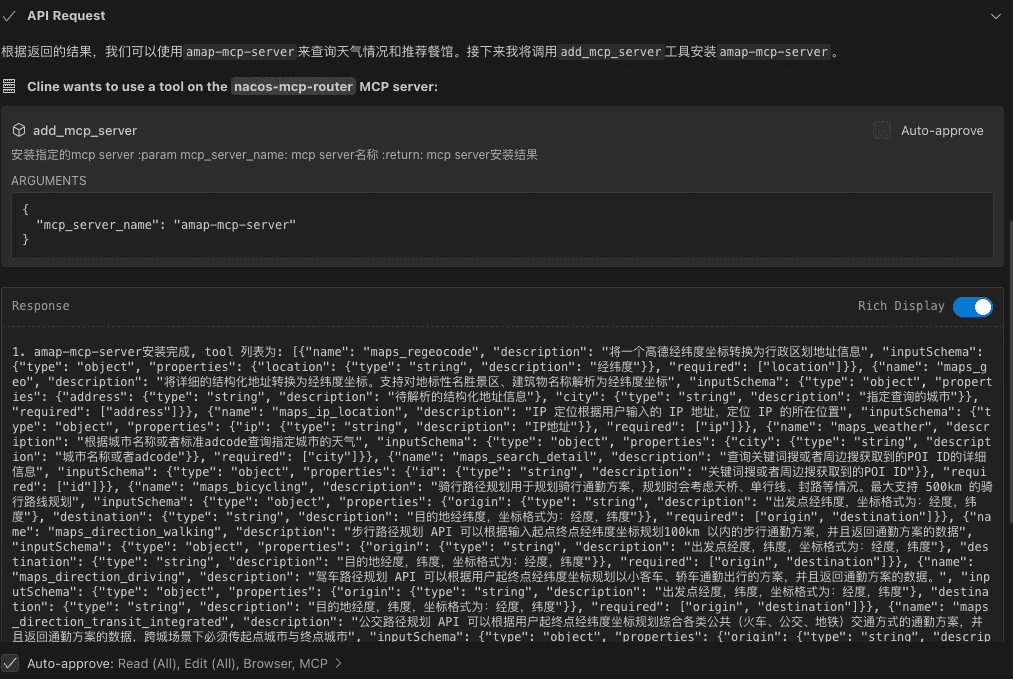 API Request
根据返回的结果，我们可以使用 amap-mcp-server 来查询天气情况和推荐餐馆。接下来我将调用 add_mcp_server 工具安装 amap-mcp-server 。
Cline wants to use a tool on the nacos-mcp-router MCP server:
add_mcp_server
Auto-approve
安装指定的mcp server :param mcp_server_name: mcp server名称 :return: mcp server安装结果
ARGUMENTS
{
"mcp_server_name": "amap-mcp-server"
}
Response
Rich Display
1. amap-mcp-server安装完成, tool 列表为: [{"name": "maps_regeocode", "description": "将一个高德经纬度坐标转换为行政区划地址信息", "inputSchema":
{"type": "object", "properties": {"location": {"type": "string", "description": "经纬度"}}, "required": ["location"]}}, {"name": "maps_g
eo", "description": "将详细的结构化地址转换为经纬度坐标。支持对地标性名胜景区、建筑物名称解析为经纬度坐标", "inputSchema": {"type": "object", "propert
ies": {"address": {"type": "string", "description": "待解析的结构化地址信息"}, "city": {"type": "string", "description": "指定查询的城市"}},
"required": ["address"]}}, {"name": "maps_ip_location", "description": "IP 定位根据用户输入的 IP 地址，定位 IP 的所在位置", "inputSchema": {"t
ype": "object", "properties": {"ip": {"type": "string", "description": "IP地址"}}, "required": ["ip"]}}, {"name": "maps_weather", "descr
iption": "根据城市名称或者标准adcode查询指定城市的天气", "inputSchema": {"type": "object", "properties": {"city": {"type": "string", "descript
ion": "城市名称或者adcode"}}, "required": ["city"]}}, {"name": "maps_search_detail", "description": "查询关键词搜或者周边搜获取到的POI ID的详细
信息", "inputSchema": {"type": "object", "properties": {"id": {"type": "string", "description": "关键词搜或者周边搜获取到的POI ID"}}, "requi
red": ["id"]}}, {"name": "maps_bicycling", "description": "骑行路径规划用于规划骑行通勤方案，规划时会考虑天桥、单行线、封路等情况。最大支持 500km 的骑
行路线规划", "inputSchema": {"type": "object", "properties": {"origin": {"type": "string", "description": "出发点经纬度，坐标格式为：经度，纬
度"}, "destination": {"type": "string", "description": "目的地经纬度，坐标格式为：经度，纬度"}}, "required": ["origin", "destination"]}}, {"na
me": "maps_direction_walking", "description": "步行路径规划 API 可以根据输入起点终点经纬度坐标规划100km 以内的步行通勤方案，并且返回通勤方案的数据",
"inputSchema": {"type": "object", "properties": {"origin": {"type": "string", "description": "出发点经度，纬度，坐标格式为：经度，纬度"}, "des
tination": {"type": "string", "description": "目的地经度，纬度，坐标格式为：经度，纬度"}}, "required": ["origin", "destination"]}}, {"name":
"maps_direction_driving", "description": "驾车路径规划 API 可以根据用户起终点经纬度坐标规划以小客车、轿车通勤出行的方案，并且返回通勤方案的数据。", "inp
utSchema": {"type": "object", "properties": {"origin": {"type": "string", "description": "出发点经度，纬度，坐标格式为：经度，纬度"}, "destina
tion": {"type": "string", "description": "目的地经度，纬度，坐标格式为：经度，纬度"}}, "required": ["origin", "destination"]}}, {"name": "maps
_direction_transit_integrated", "description": "公交路径规划 API 可以根据用户起终点经纬度坐标规划综合各类公共（火车、公交、地铁）交通方式的通勤方案，并
且返回通勤方案的数据，跨城场景下必须传起点城市与终点城市", "inputSchema": {"type": "object", "properties": {"origin": {"type": "string", "descrip
Auto-approve: Read (All), Edit (All), Browser, MCP